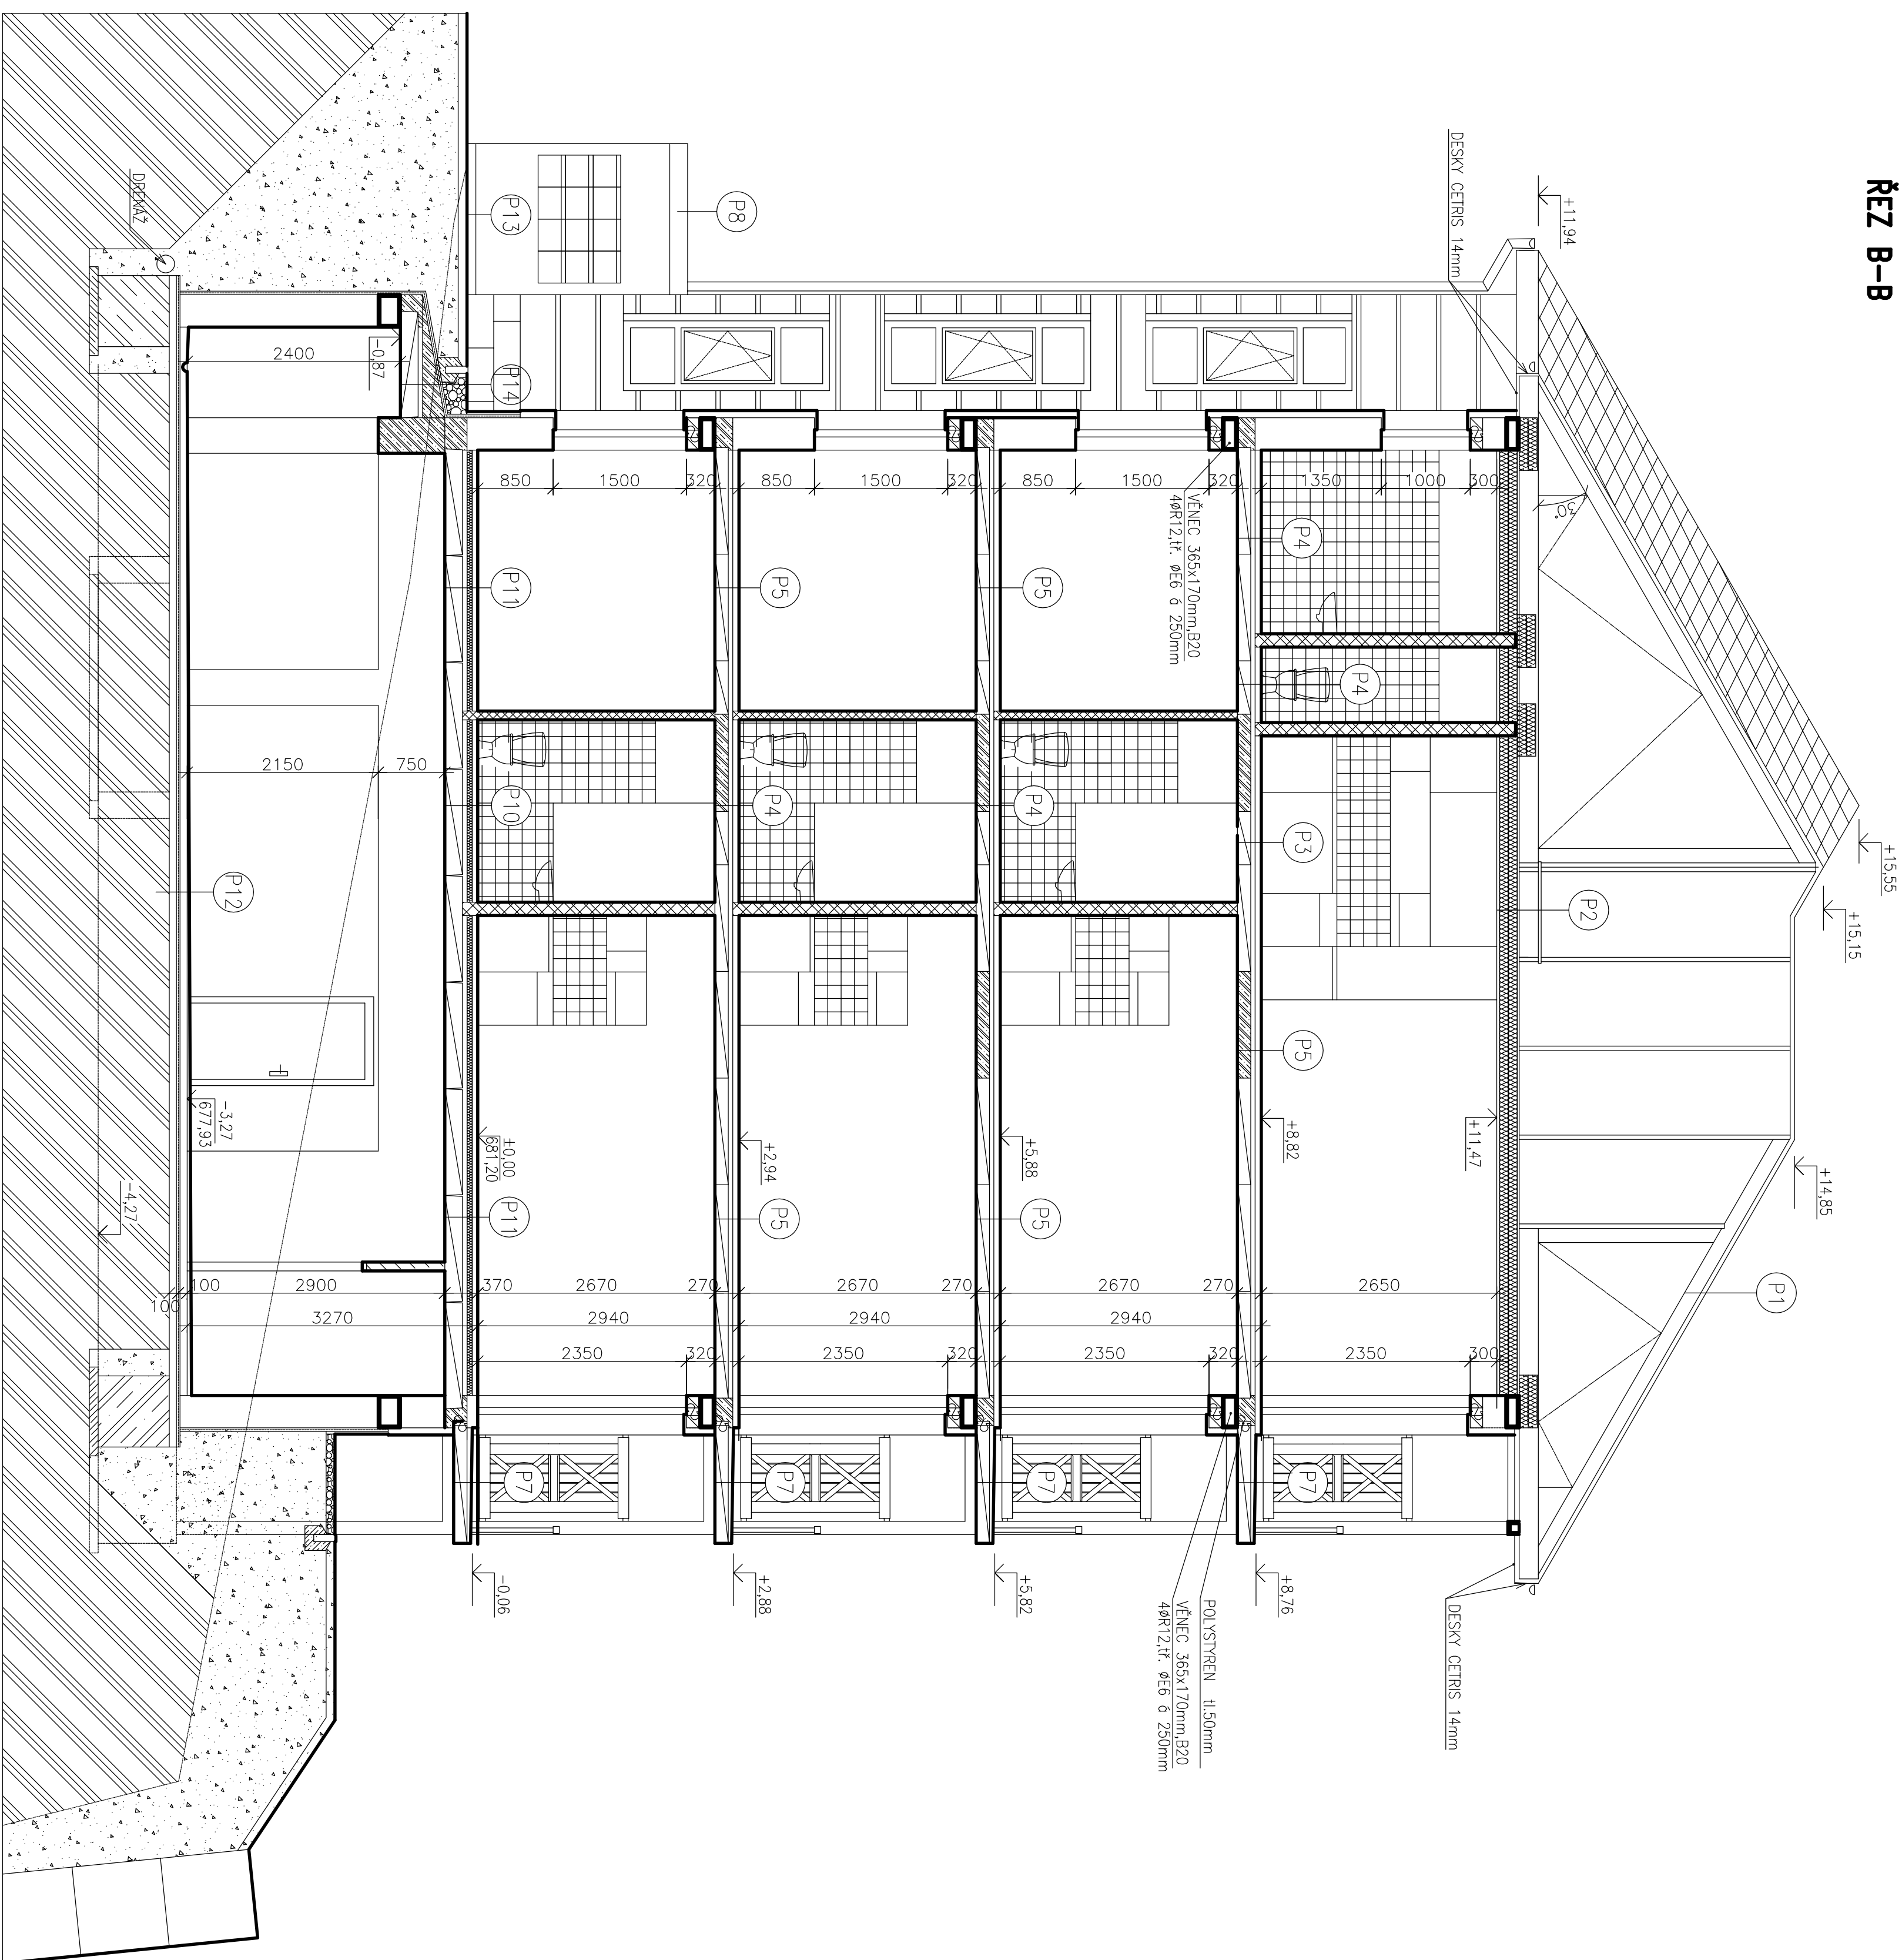 ŘEZ B-B
+15,55
+15,15
+14,85
P1
+11,94
DESKY CETRIS 14mm
30°
P2
+11,47
DESKY CETRIS 14mm
300
1000
1350
P4
P4
P3
P5
+8,82
2650
300
2350
P7
+8,76
VĚNEC 365x170mm,B20
4ØR12,tř. ØE6 á 250mm
POLYSTYREN tl.50mm
VĚNEC 365x170mm,B20
4ØR12,tř. ØE6 á 250mm
320
1500
850
P5
P4
+5,88
P5
270
2670
2940
320
2350
P7
+5,82
320
1500
850
P5
P4
+2,94
P5
270
2670
2940
320
2350
P7
+2,88
P8
P13
320
1500
850
P11
P10
±0,00
681,20
P11
270
2670
2940
370
320
2350
P7
-0,06
P14
-0,87
2400
750
2150
2900
3270
100
100
-3,27
677,93
P12
-4,27
DRENÁŽ